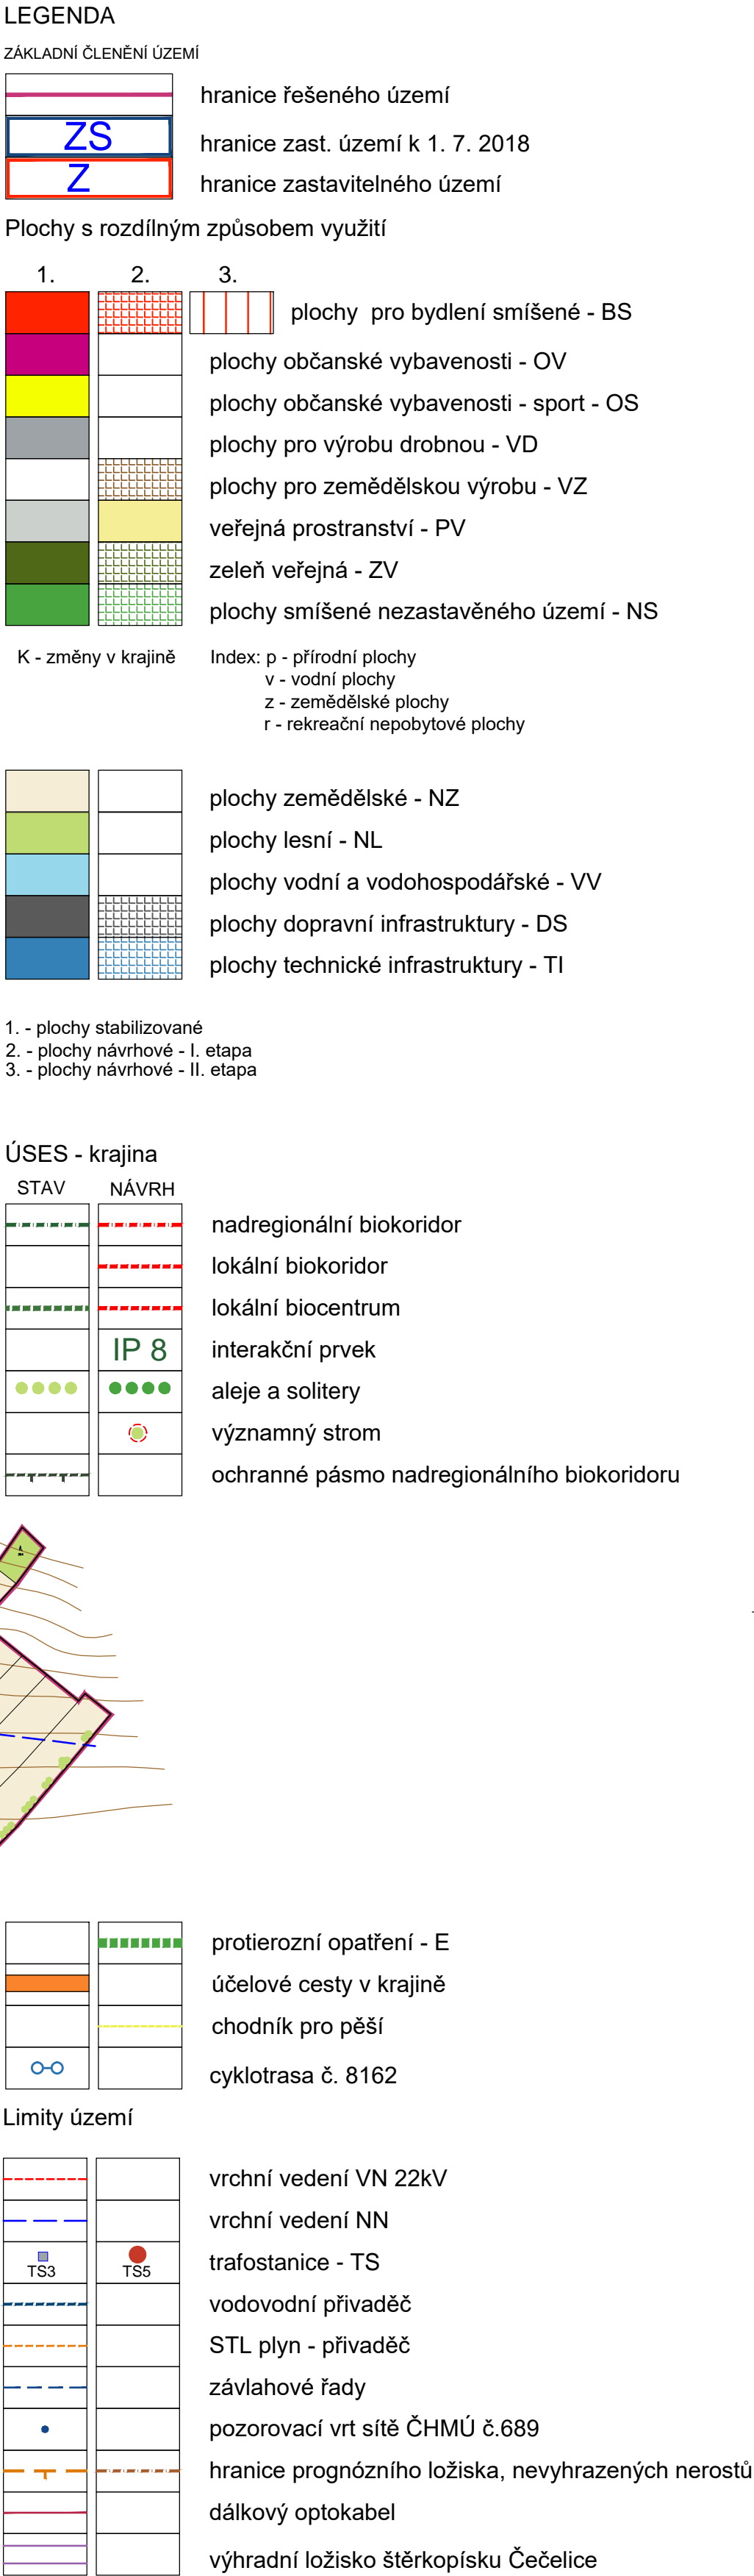 LEGENDA
ZÁKLADNÍ ČLENĚNÍ ÚZEMÍ
hranice řešeného území
ZS hranice zast. území k 1. 7. 2018
Z hranice zastavitelného území
Plochy s rozdílným způsobem využití
1. 2. 3.
plochy pro bydlení smíšené - BS
plochy občanské vybavenosti - OV
plochy občanské vybavenosti - sport - OS
plochy pro výrobu drobnou - VD
plochy pro zemědělskou výrobu - VZ
veřejná prostranství - PV
zeleň veřejná - ZV
plochy smíšené nezastavěného území - NS
K - změny v krajině Index: p - přírodní plochy
v - vodní plochy
z - zemědělské plochy
r - rekreační nepobytové plochy
plochy zemědělské - NZ
plochy lesní - NL
plochy vodní a vodohospodářské - VV
plochy dopravní infrastruktury - DS
plochy technické infrastruktury - TI
1. - plochy stabilizované
2. - plochy návrhové - I. etapa
3. - plochy návrhové - II. etapa
ÚSES - krajina
STAV NÁVRH
nadregionální biokoridor
lokální biokoridor
lokální biocentrum
IP 8 interakční prvek
aleje a solitery
významný strom
ochranné pásmo nadregionálního biokoridoru
protierozní opatření - E
účelové cesty v krajině
chodník pro pěší
cyklotrasa č. 8162
Limity území
vrchní vedení VN 22kV
vrchní vedení NN
TS3 TS5 trafostanice - TS
vodovodní přivaděč
STL plyn - přivaděč
závlahové řady
pozorovací vrt sítě ČHMÚ č.689
hranice prognózního ložiska, nevyhrazených nerostů
dálkový optokabel
výhradní ložisko štěrkopísku Čečelice